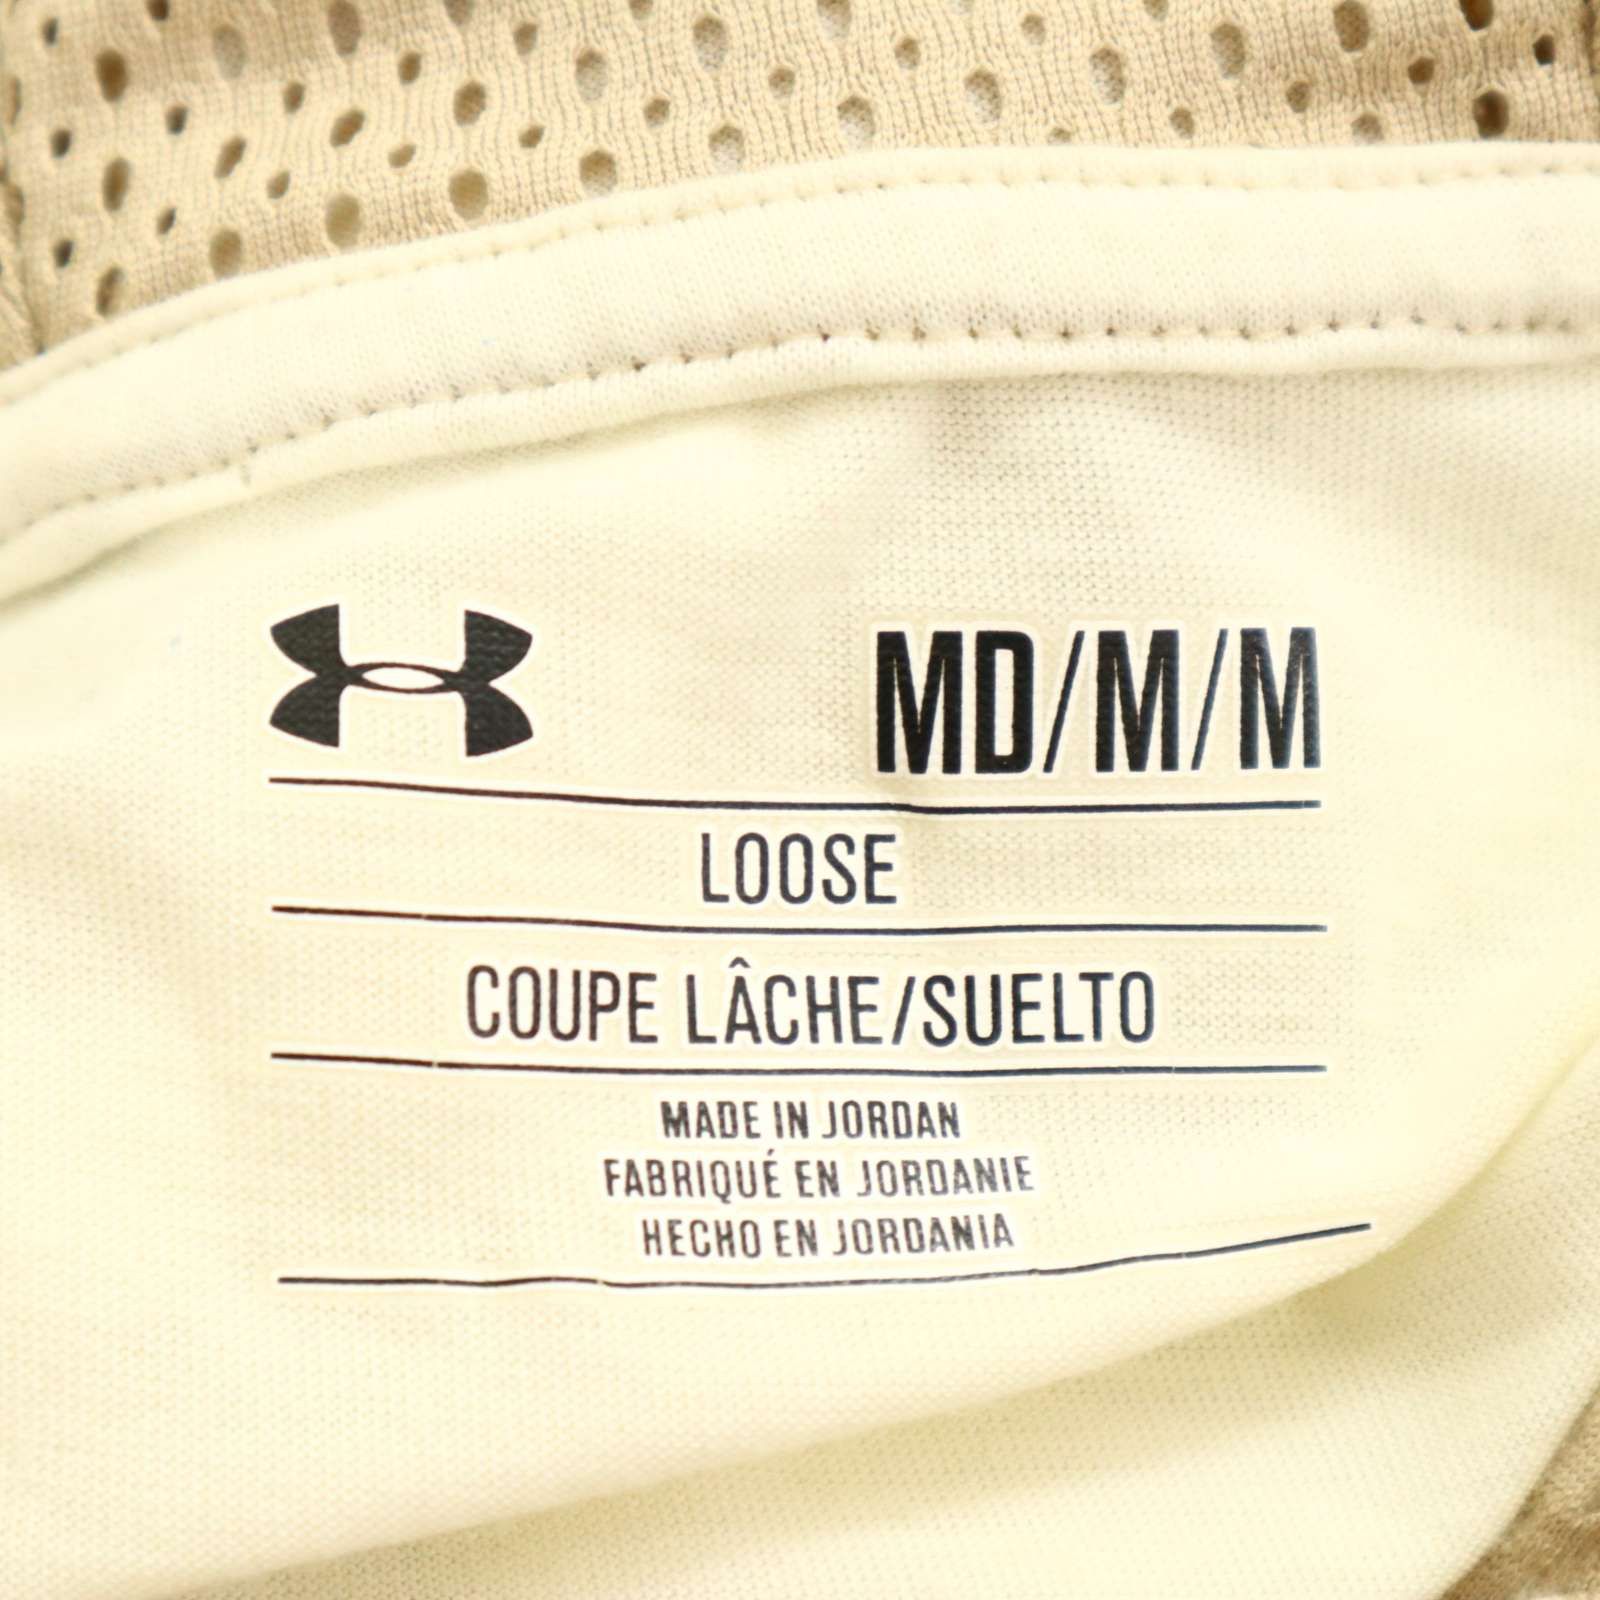 MD/M/M
LOOSE
COUPE LÂCHE/SUELTO
MADE IN JORDAN
FABRIQUÉ EN JORDANIE
HECHO EN JORDANIA